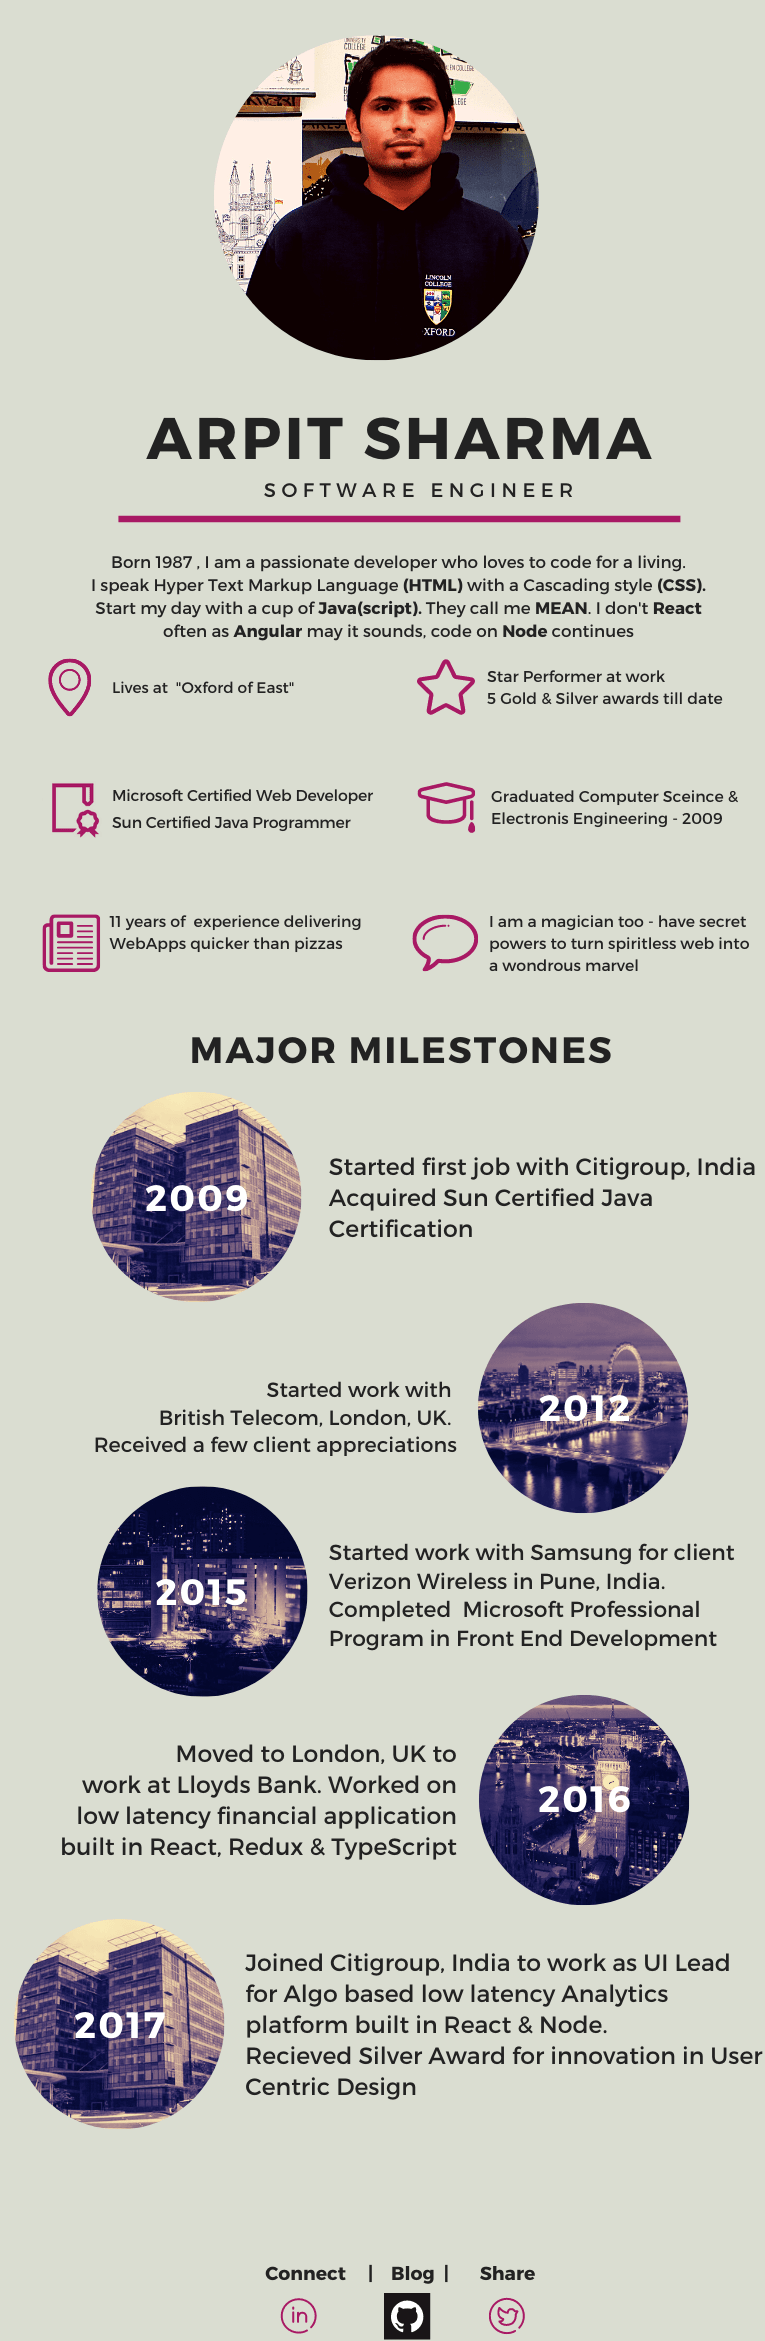 UNIVERSITY
COLLEGE
LINCOLN
COLLEGE
XFORD
ARPIT SHARMA
SOFTWARE ENGINEER
Born 1987 , I am a passionate developer who loves to code for a living.
I speak Hyper Text Markup Language (HTML) with a Cascading style (CSS).
Start my day with a cup of Java(script). They call me MEAN. I don't React
often as Angular may it sounds, code on Node continues
Lives at "Oxford of East"
Star Performer at work
5 Gold & Silver awards till date
Microsoft Certified Web Developer
Sun Certified Java Programmer
Graduated Computer Sceince &
Electronis Engineering - 2009
11 years of experience delivering
WebApps quicker than pizzas
I am a magician too - have secret
powers to turn spiritless web into
a wondrous marvel
MAJOR MILESTONES
2009
Started first job with Citigroup, India
Acquired Sun Certified Java
Certification
Started work with
British Telecom, London, UK.
Received a few client appreciations
2012
2015
Started work with Samsung for client
Verizon Wireless in Pune, India.
Completed Microsoft Professional
Program in Front End Development
Moved to London, UK to
work at Lloyds Bank. Worked on
low latency financial application
built in React, Redux & TypeScript
2016
2017
Joined Citigroup, India to work as UI Lead
for Algo based low latency Analytics
platform built in React & Node.
Recieved Silver Award for innovation in User
Centric Design
Connect | Blog | Share
in